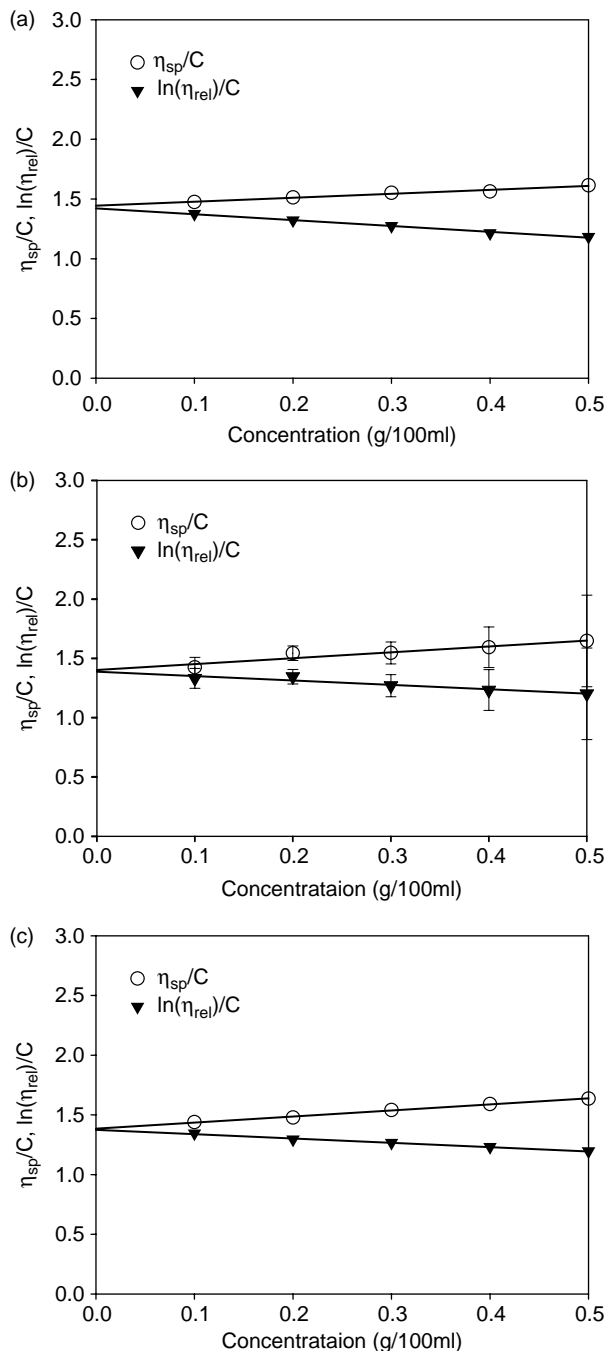 (a)
3.0
2.5
2.0
1.5
1.0
0.5
0.0
ηsp/C, ln(ηrel)/C
ηsp/C
ln(ηrel)/C
0.0 0.1 0.2 0.3 0.4 0.5
Concentration (g/100ml)
(b)
3.0
2.5
2.0
1.5
1.0
0.5
0.0
ηsp/C, ln(ηrel)/C
ηsp/C
ln(ηrel)/C
0.0 0.1 0.2 0.3 0.4 0.5
Concentrataion (g/100ml)
(c)
3.0
2.5
2.0
1.5
1.0
0.5
0.0
ηsp/C, ln(ηrel)/C
ηsp/C
ln(ηrel)/C
0.0 0.1 0.2 0.3 0.4 0.5
Concentrataion (g/100ml)